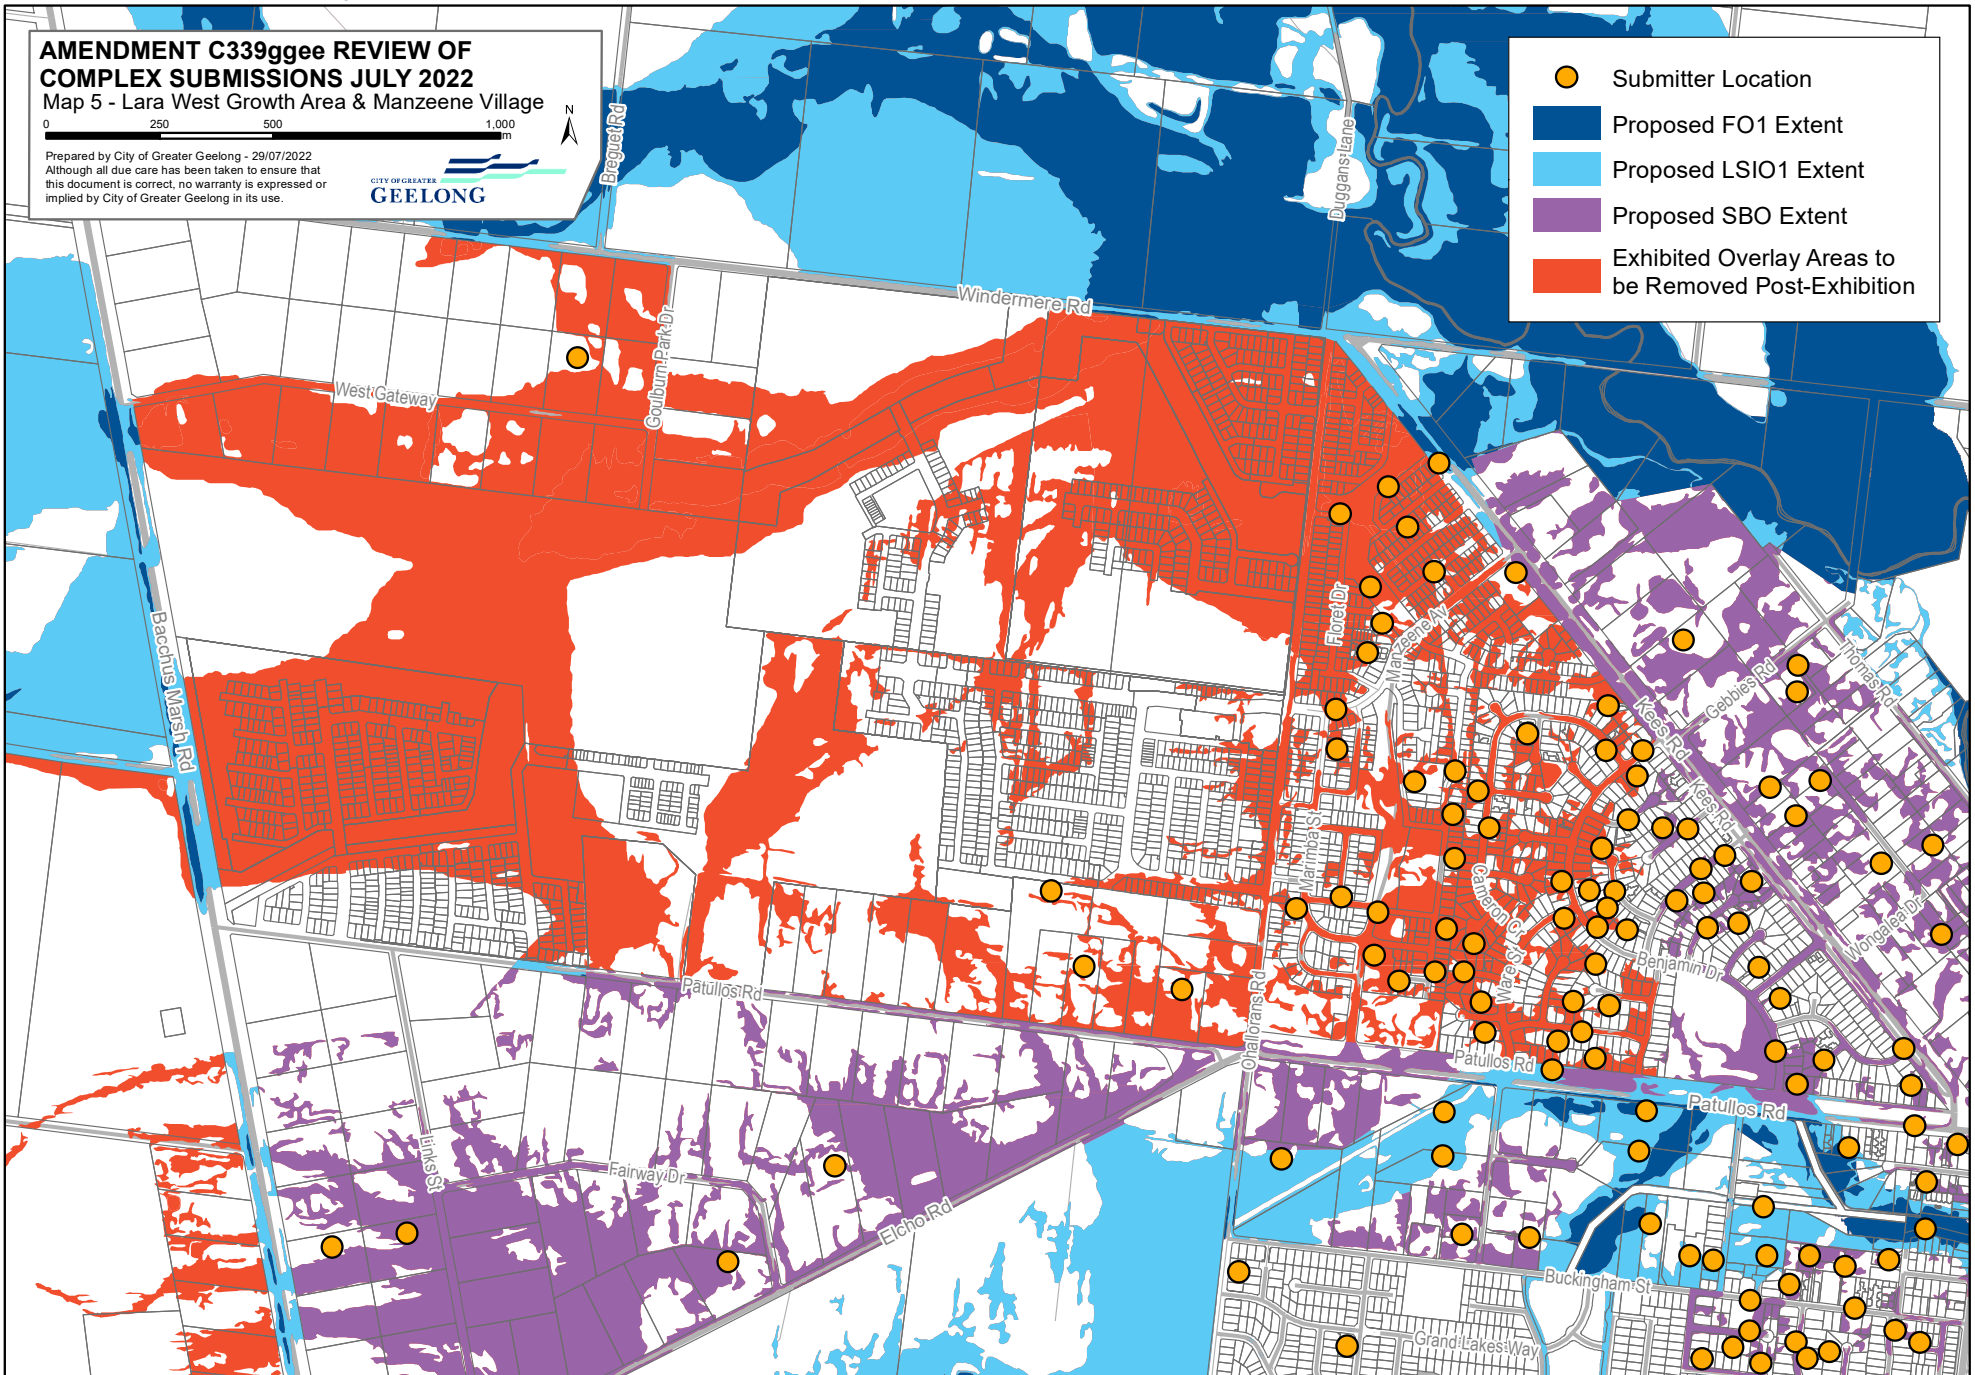 AMENDMENT C339ggee REVIEW OF
COMPLEX SUBMISSIONS JULY 2022
Map 5 - Lara West Growth Area & Manzeene Village
0 250 500 1,000
m
N
Prepared by City of Greater Geelong - 29/07/2022
Although all due care has been taken to ensure that
this document is correct, no warranty is expressed or
implied by City of Greater Geelong in its use.
CITY OF GREATER
GEELONG
Submitter Location
Proposed FO1 Extent
Proposed LSIO1 Extent
Proposed SBO Extent
Exhibited Overlay Areas to
be Removed Post-Exhibition
Breguet Rd
Duggans Lane
Windermere Rd
Goulburn Park Dr
West Gateway
Bacchus Marsh Rd
Floret Dr
Manzeene Av
Thomas Rd
Gebbies Rd
Kees Rd
Kees Rd
Marimba St
Cameron Cr
Ware St
Benjamin Dr
Wongalea Dr
Patullos Rd
Ohallorans Rd
Patullos Rd
Patullos Rd
Links St
Fairway Dr
Elcho Rd
Buckingham St
Grand Lakes Way